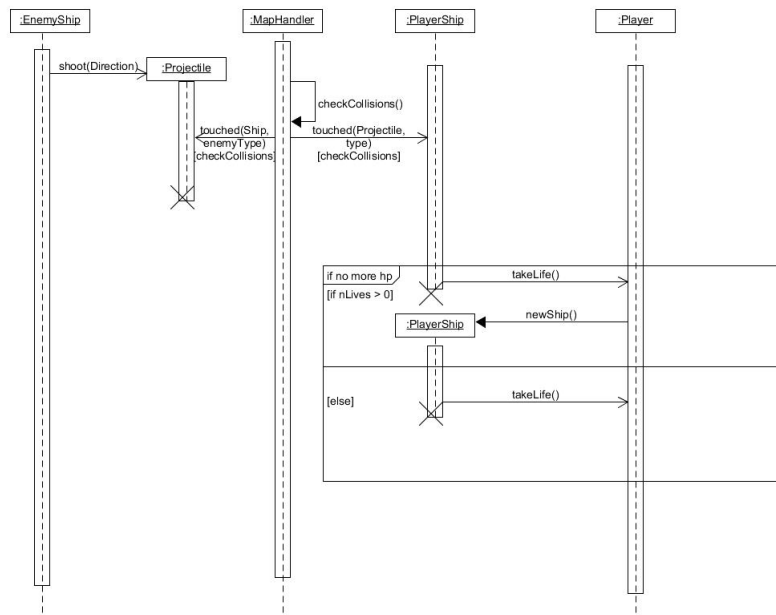 :EnemyShip
:MapHandler
:PlayerShip
:Player
shoot(Direction)
:Projectile
checkCollisions()
touched(Ship,
enemyType)
[checkCollisions]
touched(Projectile,
type)
[checkCollisions]
if no more hp
takeLife()
[if nLives > 0]
:PlayerShip
newShip()
[else]
takeLife()